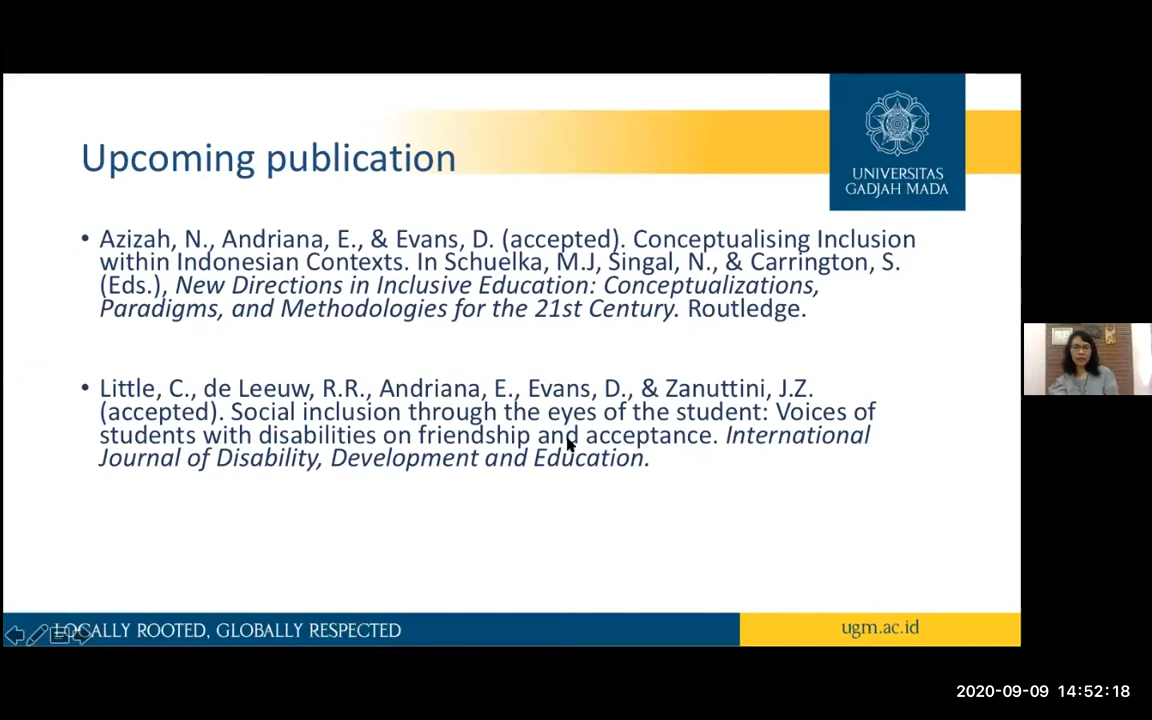 Upcoming publication
UNIVERSITAS
GADJAH MADA
• Azizah, N., Andriana, E., & Evans, D. (accepted). Conceptualising Inclusion
within Indonesian Contexts. In Schuelka, M.J, Singal, N., & Carrington, S.
(Eds.), New Directions in Inclusive Education: Conceptualizations,
Paradigms, and Methodologies for the 21st Century. Routledge.
• Little, C., de Leeuw, R.R., Andriana, E., Evans, D., & Zanuttini, J.Z.
(accepted). Social inclusion through the eyes of the student: Voices of
students with disabilities on friendship and acceptance. International
Journal of Disability, Development and Education.
LOCALLY ROOTED, GLOBALLY RESPECTED
ugm.ac.id
2020-09-09 14:52:18